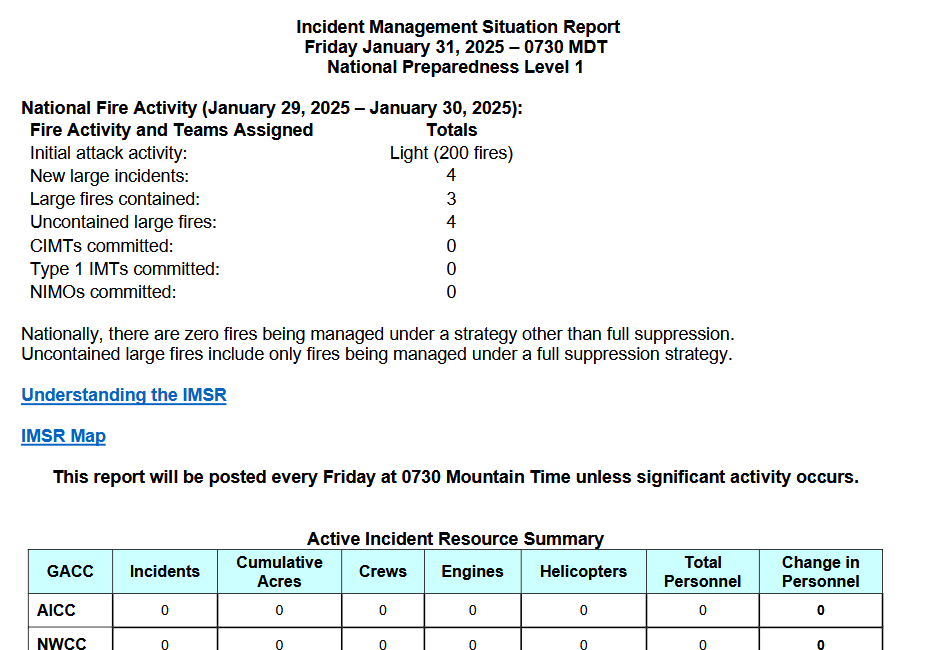 Incident Management Situation Report
Friday January 31, 2025 – 0730 MDT
National Preparedness Level 1
National Fire Activity (January 29, 2025 – January 30, 2025):
Fire Activity and Teams Assigned Totals
Initial attack activity: Light (200 fires)
New large incidents: 4
Large fires contained: 3
Uncontained large fires: 4
CIMTs committed: 0
Type 1 IMTs committed: 0
NIMOs committed: 0
Nationally, there are zero fires being managed under a strategy other than full suppression.
Uncontained large fires include only fires being managed under a full suppression strategy.
Understanding the IMSR
IMSR Map
This report will be posted every Friday at 0730 Mountain Time unless significant activity occurs.
Active Incident Resource Summary
GACC Incidents Cumulative Acres Crews Engines Helicopters Total Personnel Change in Personnel
AICC 0 0 0 0 0 0 0
NWCC 0 0 0 0 0 0 0